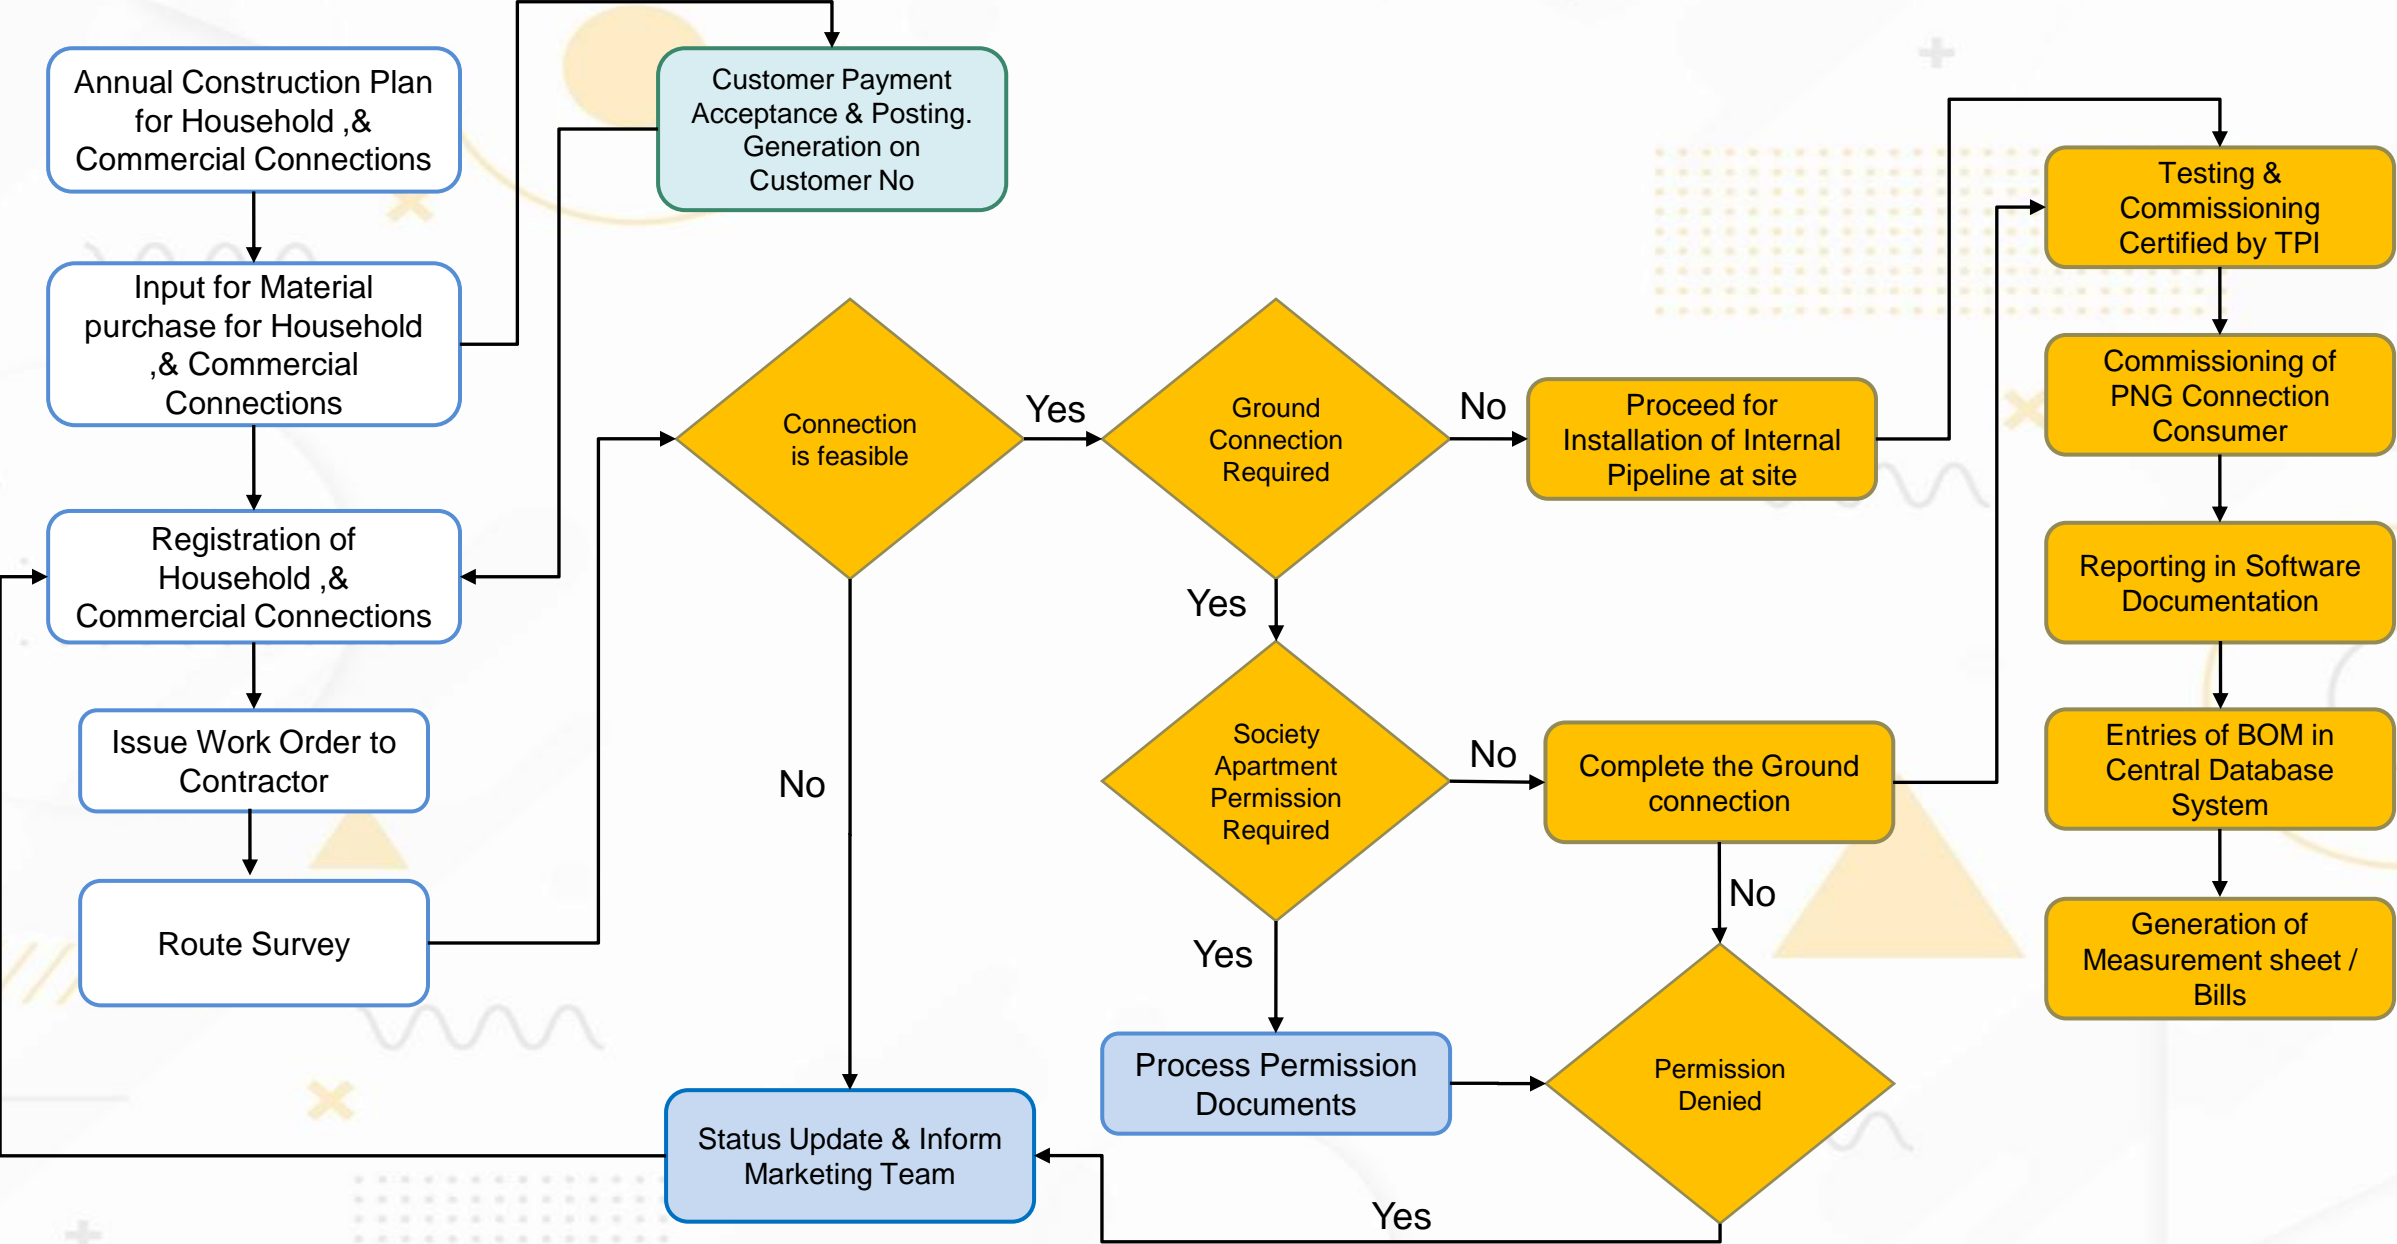 Annual Construction Plan
for Household ,&
Commercial Connections
Input for Material
purchase for Household
,& Commercial
Connections
Registration of
Household ,&
Commercial Connections
Issue Work Order to
Contractor
Route Survey
Customer Payment
Acceptance & Posting.
Generation on
Customer No
Connection
is feasible
Yes
No
Status Update & Inform
Marketing Team
Ground
Connection
Required
No
Yes
Proceed for
Installation of Internal
Pipeline at site
Society
Apartment
Permission
Required
No
Yes
Complete the Ground
connection
No
Process Permission
Documents
Permission
Denied
Yes
Testing &
Commissioning
Certified by TPI
Commissioning of
PNG Connection
Consumer
Reporting in Software
Documentation
Entries of BOM in
Central Database
System
Generation of
Measurement sheet /
Bills